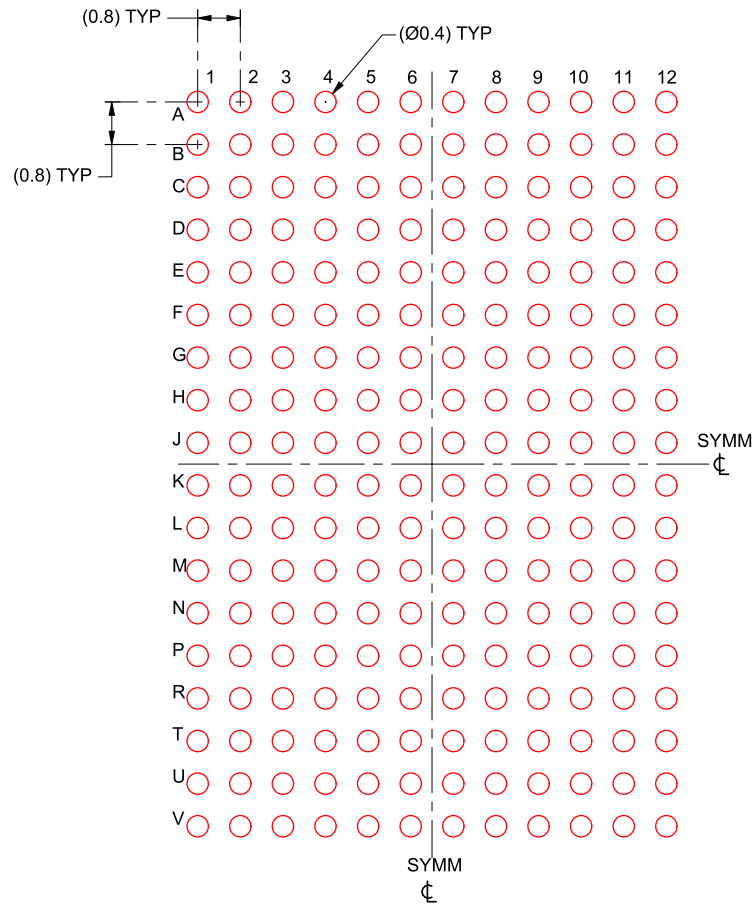 (0.8) TYP
(Ø0.4) TYP
1 2 3 4 5 6 7 8 9 10 11 12
A
B
(0.8) TYP
C
D
E
F
G
H
J
SYMM
℄
K
L
M
N
P
R
T
U
V
SYMM
℄